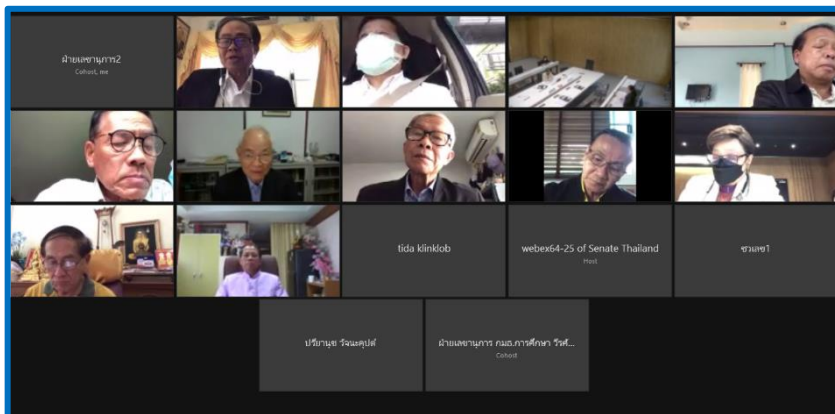 ฝ่ายเลขานุการ2
Cohost, me
tida klinklob
webex64-25 of Senate Thailand
Host
ชวเลข1
ปรียานุช วัจนะคุปต์
ฝ่ายเลขานุการ กมธ.การศึกษา วีรศั...
Cohost